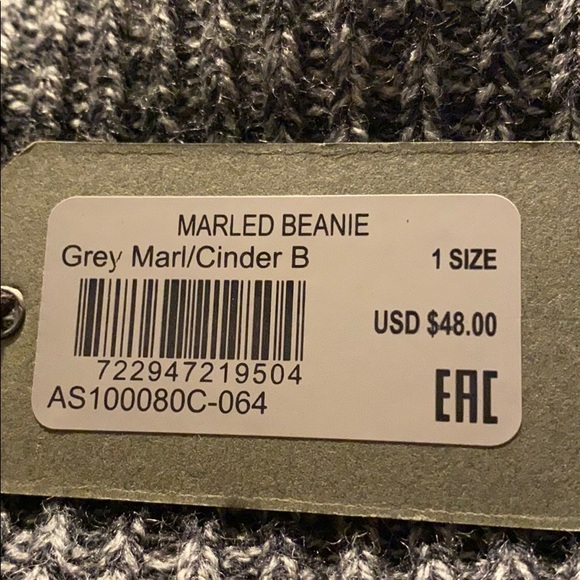 MARLED BEANIE
Grey Marl/Cinder B
1 SIZE
USD $48.00
722947219504
AS100080C-064
EAC